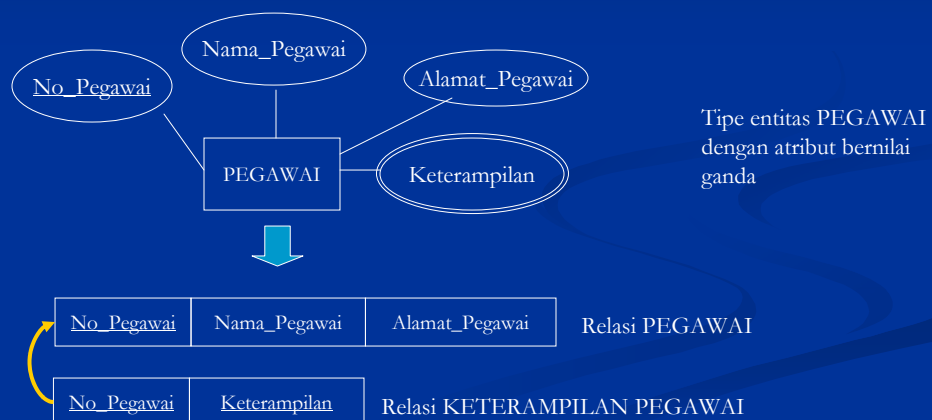 Nama_Pegawai
No_Pegawai
Alamat_Pegawai
Tipe entitas PEGAWAI
dengan atribut bernilai
ganda
PEGAWAI
Keterampilan
No_Pegawai
Nama_Pegawai
Alamat_Pegawai
Relasi PEGAWAI
No_Pegawai
Keterampilan
Relasi KETERAMPILAN PEGAWAI